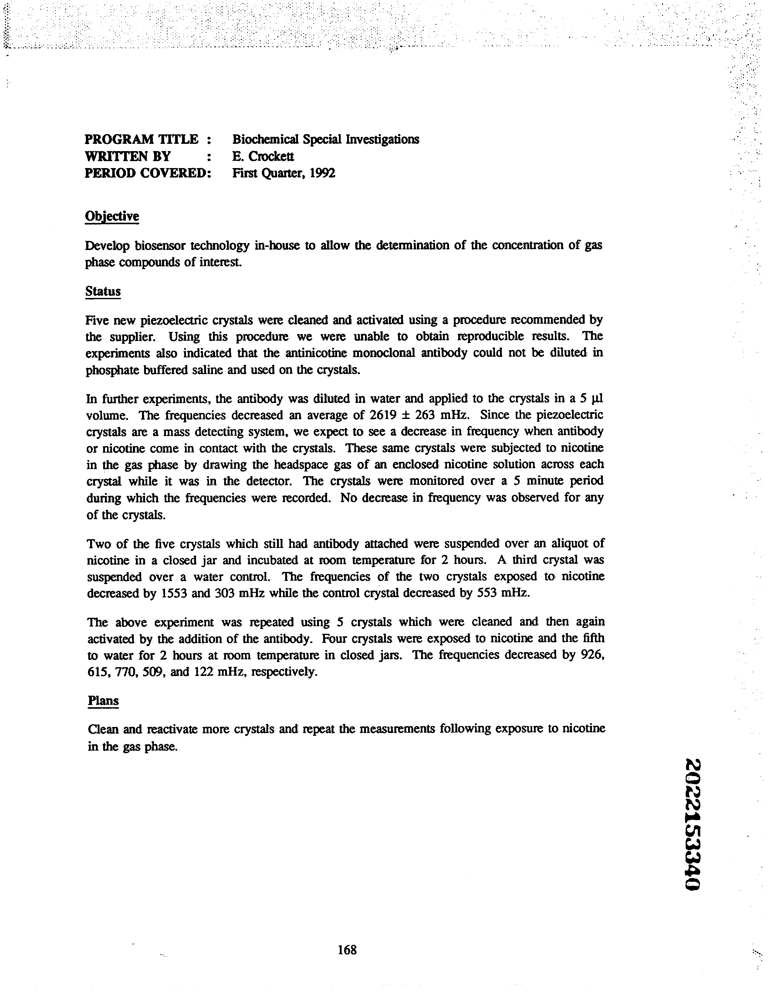 PROGRAM TITLE : Biochemical Special Investigations
WRITTEN BY : E. Crockett
PERIOD COVERED: First Quarter, 1992
Objective
Develop biosensor technology in-house to allow the determination of the concentration of gas
phase compounds of interest.
Status
Five new piezoelectric crystals were cleaned and activated using a procedure recommended by
the supplier. Using this procedure we were unable to obtain reproducible results. The
experiments also indicated that the antinicotine monoclonal antibody could not be diluted in
phosphate buffered saline and used on the crystals.
In further experiments, the antibody was diluted in water and applied to the crystals in a 5 µl
volume. The frequencies decreased an average of 2619 ± 263 mHz. Since the piezoelectric
crystals are a mass detecting system, we expect to see a decrease in frequency when antibody
or nicotine come in contact with the crystals. These same crystals were subjected to nicotine
in the gas phase by drawing the headspace gas of an enclosed nicotine solution across each
crystal while it was in the detector. The crystals were monitored over a 5 minute period
during which the frequencies were recorded. No decrease in frequency was observed for any
of the crystals.
Two of the five crystals which still had antibody attached were suspended over an aliquot of
nicotine in a closed jar and incubated at room temperature for 2 hours. A third crystal was
suspended over a water control. The frequencies of the two crystals exposed to nicotine
decreased by 1553 and 303 mHz while the control crystal decreased by 553 mHz.
The above experiment was repeated using 5 crystals which were cleaned and then again
activated by the addition of the antibody. Four crystals were exposed to nicotine and the fifth
to water for 2 hours at room temperature in closed jars. The frequencies decreased by 926,
615, 770, 509, and 122 mHz, respectively.
Plans
Clean and reactivate more crystals and repeat the measurements following exposure to nicotine
in the gas phase.
2022153340
168